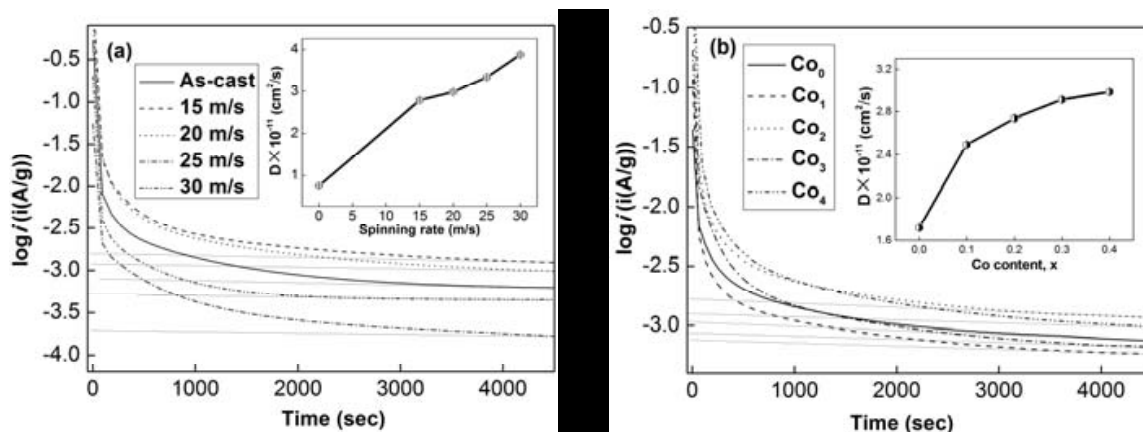 (a)
As-cast
15 m/s
20 m/s
25 m/s
30 m/s
-0.5
-1.0
-1.5
-2.0
-2.5
-3.0
-3.5
-4.0
logi (i(A/g))
0 1000 2000 3000 4000
Time (sec)
D×10⁻¹¹ (cm²/s)
4
3
2
1
0 5 10 15 20 25 30
Spinning rate (m/s)
(b)
Co₀
Co₁
Co₂
Co₃
Co₄
-0.5
-1.0
-1.5
-2.0
-2.5
-3.0
logi (i(A/g))
0 1000 2000 3000 4000
Time (sec)
D×10⁻¹¹ (cm²/s)
3.2
2.8
2.4
2.0
1.6
0.0 0.1 0.2 0.3 0.4
Co content, x